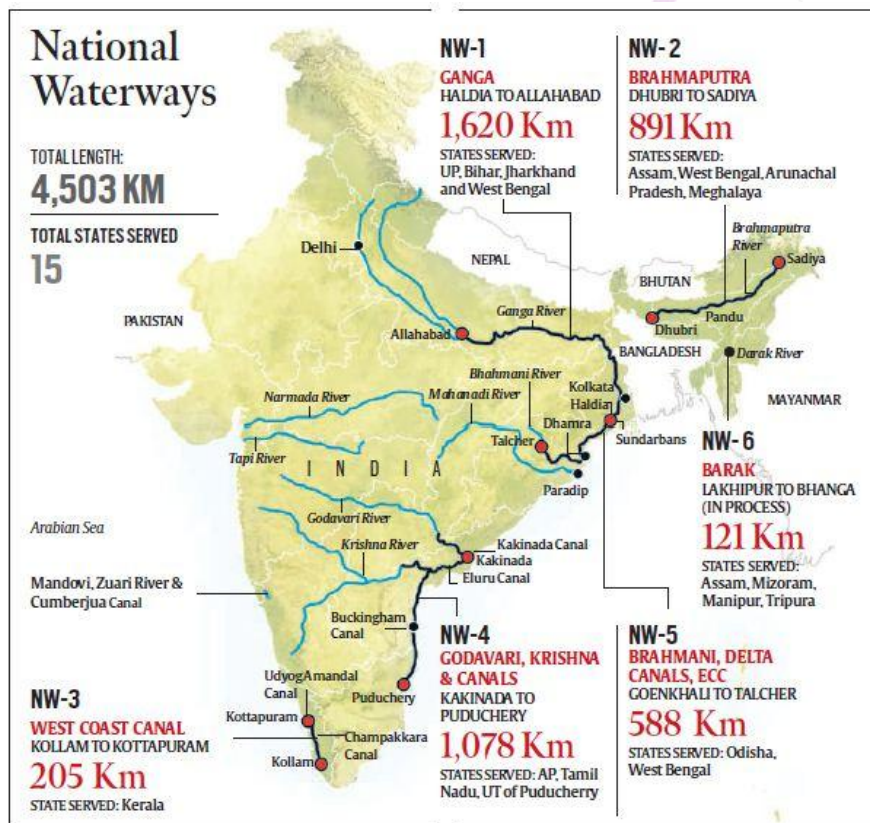 National
Waterways
TOTAL LENGTH:
4,503 KM
TOTAL STATES SERVED
15
NW-1
GANGA
HALDIA TO ALLAHABAD
1,620 Km
STATES SERVED:
UP, Bihar, Jharkhand
and West Bengal
NW- 2
BRAHMAPUTRA
DHUBRI TO SADIYA
891 Km
STATES SERVED:
Assam, West Bengal, Arunachal
Pradesh, Meghalaya
Brahmaputra
River
Sadiya
Delhi
NEPAL
BHUTAN
PAKISTAN
Ganga River
Pandu
Dhubri
Allahabad
BANGLADESH
Darak River
Bhahmani River
Narmada River
Mahanadi River
Kolkata
Haldia
MAYANMAR
Dhamra
Talcher
Sundarbans
Tapi River
INDIA
Paradip
NW- 6
BARAK
LAKHIPUR TO BHANGA
(IN PROCESS)
121 Km
STATES SERVED:
Assam, Mizoram,
Manipur, Tripura
Godavari River
Arabian Sea
Krishna River
Kakinada Canal
Kakinada
Eluru Canal
Mandovi, Zuari River &
Cumberjua Canal
Buckingham
Canal
Udyog Amandal
Canal
Puduchery
Kottapuram
Champakkara
Canal
Kollam
NW-3
WEST COAST CANAL
KOLLAM TO KOTTAPURAM
205 Km
STATE SERVED: Kerala
NW-4
GODAVARI, KRISHNA
& CANALS
KAKINADA TO
PUDUCHERY
1,078 Km
STATES SERVED: AP, Tamil
Nadu, UT of Puducherry
NW-5
BRAHMANI, DELTA
CANALS, ECC
GOENKHALI TO TALCHER
588 Km
STATES SERVED: Odisha,
West Bengal